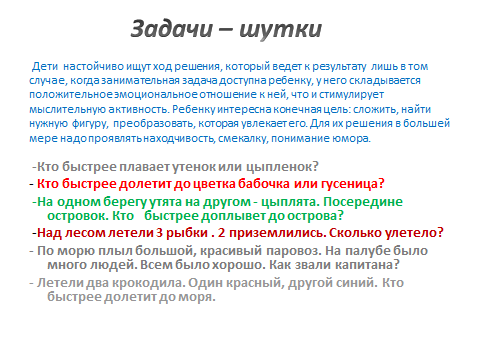 Задачи – шутки
Дети настойчиво ищут ход решения, который ведет к результату лишь в том
случае, когда занимательная задача доступна ребенку, у него складывается
положительное эмоциональное отношение к ней, что и стимулирует
мыслительную активность. Ребенку интересна конечная цель: сложить, найти
нужную фигуру, преобразовать, которая увлекает его. Для их решения в большей
мере надо проявлять находчивость, смекалку, понимание юмора.
-Кто быстрее плавает утенок или цыпленок?
- Кто быстрее долетит до цветка бабочка или гусеница?
-На одном берегу утята на другом - цыплята. Посередине
островок. Кто быстрее доплывет до острова?
-Над лесом летели 3 рыбки . 2 приземлились. Сколько улетело?
- По морю плыл большой, красивый паровоз. На палубе было
много людей. Всем было хорошо. Как звали капитана?
- Летели два крокодила. Один красный, другой синий. Кто
быстрее долетит до моря.